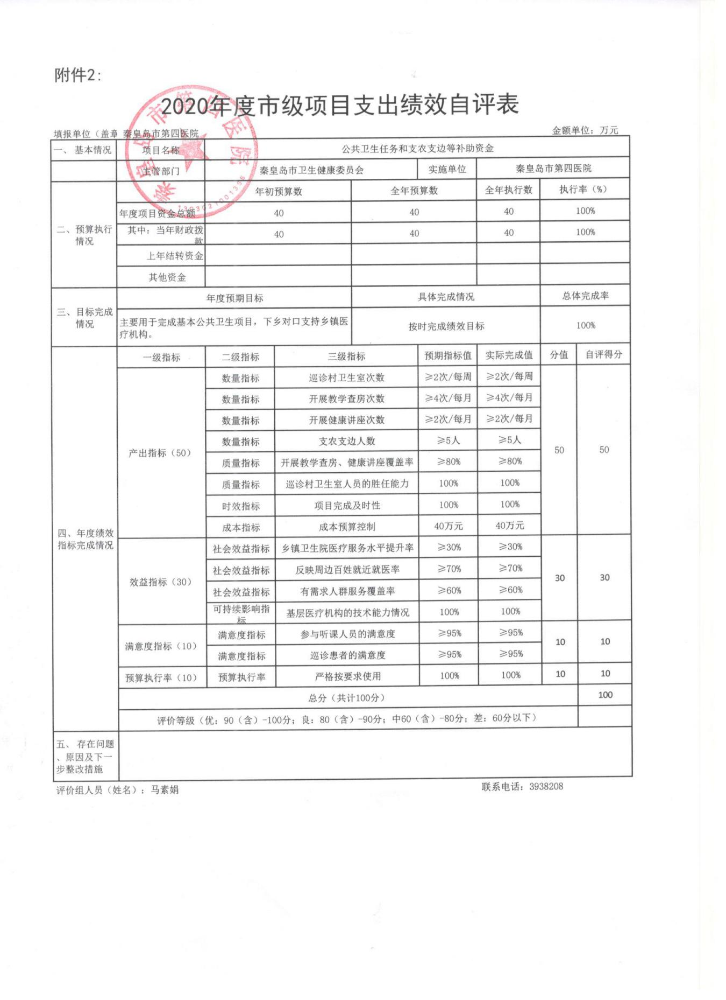 附件2:
2020年度市级项目支出绩效自评表
填报单位（盖章 秦皇岛市第四医院
金额单位：万元
秦皇岛市第四医院
1303021001356
一、基本情况 项目名称 公共卫生任务和支农支边等补助资金
主管部门 秦皇岛市卫生健康委员会 实施单位 秦皇岛市第四医院
二、预算执行情况 年初预算数 全年预算数 全年执行数 执行率（%）
年度项目资金总额 40 40 40 100%
其中：当年财政拨款 40 40 40 100%
上年结转资金
其他资金
三、目标完成情况 年度预期目标 具体完成情况 总体完成率
主要用于完成基本公共卫生项目，下乡对口支持乡镇医疗机构。 按时完成绩效目标 100%
四、年度绩效指标完成情况 一级指标 二级指标 三级指标 预期指标值 实际完成值 分值 自评得分
产出指标（50） 数量指标 巡诊村卫生室次数 ≥2次/每周 ≥2次/每周 50 50
数量指标 开展教学查房次数 ≥4次/每月 ≥4次/每月
数量指标 开展健康讲座次数 ≥2次/每月 ≥2次/每月
数量指标 支农支边人数 ≥5人 ≥5人
质量指标 开展教学查房、健康讲座覆盖率 ≥80% ≥80%
质量指标 巡诊村卫生室人员的胜任能力 100% 100%
时效指标 项目完成及时性 100% 100%
成本指标 成本预算控制 40万元 40万元
效益指标（30） 社会效益指标 乡镇卫生院医疗服务水平提升率 ≥30% ≥30% 30 30
社会效益指标 反映周边百姓就近就医率 ≥70% ≥70%
社会效益指标 有需求人群服务覆盖率 ≥60% ≥60%
可持续影响指标 基层医疗机构的技术能力情况 100% 100%
满意度指标（10） 满意度指标 参与听课人员的满意度 ≥95% ≥95% 10 10
满意度指标 巡诊患者的满意度 ≥95% ≥95%
预算执行率（10） 预算执行率 严格按要求使用 100% 100% 10 10
总分（共计100分） 100
评价等级（优：90（含）-100分；良：80（含）-90分；中60（含）-80分；差：60分以下）
五、存在问题、原因及下一步整改措施
评价组人员（姓名）：马素娟
联系电话：3938208